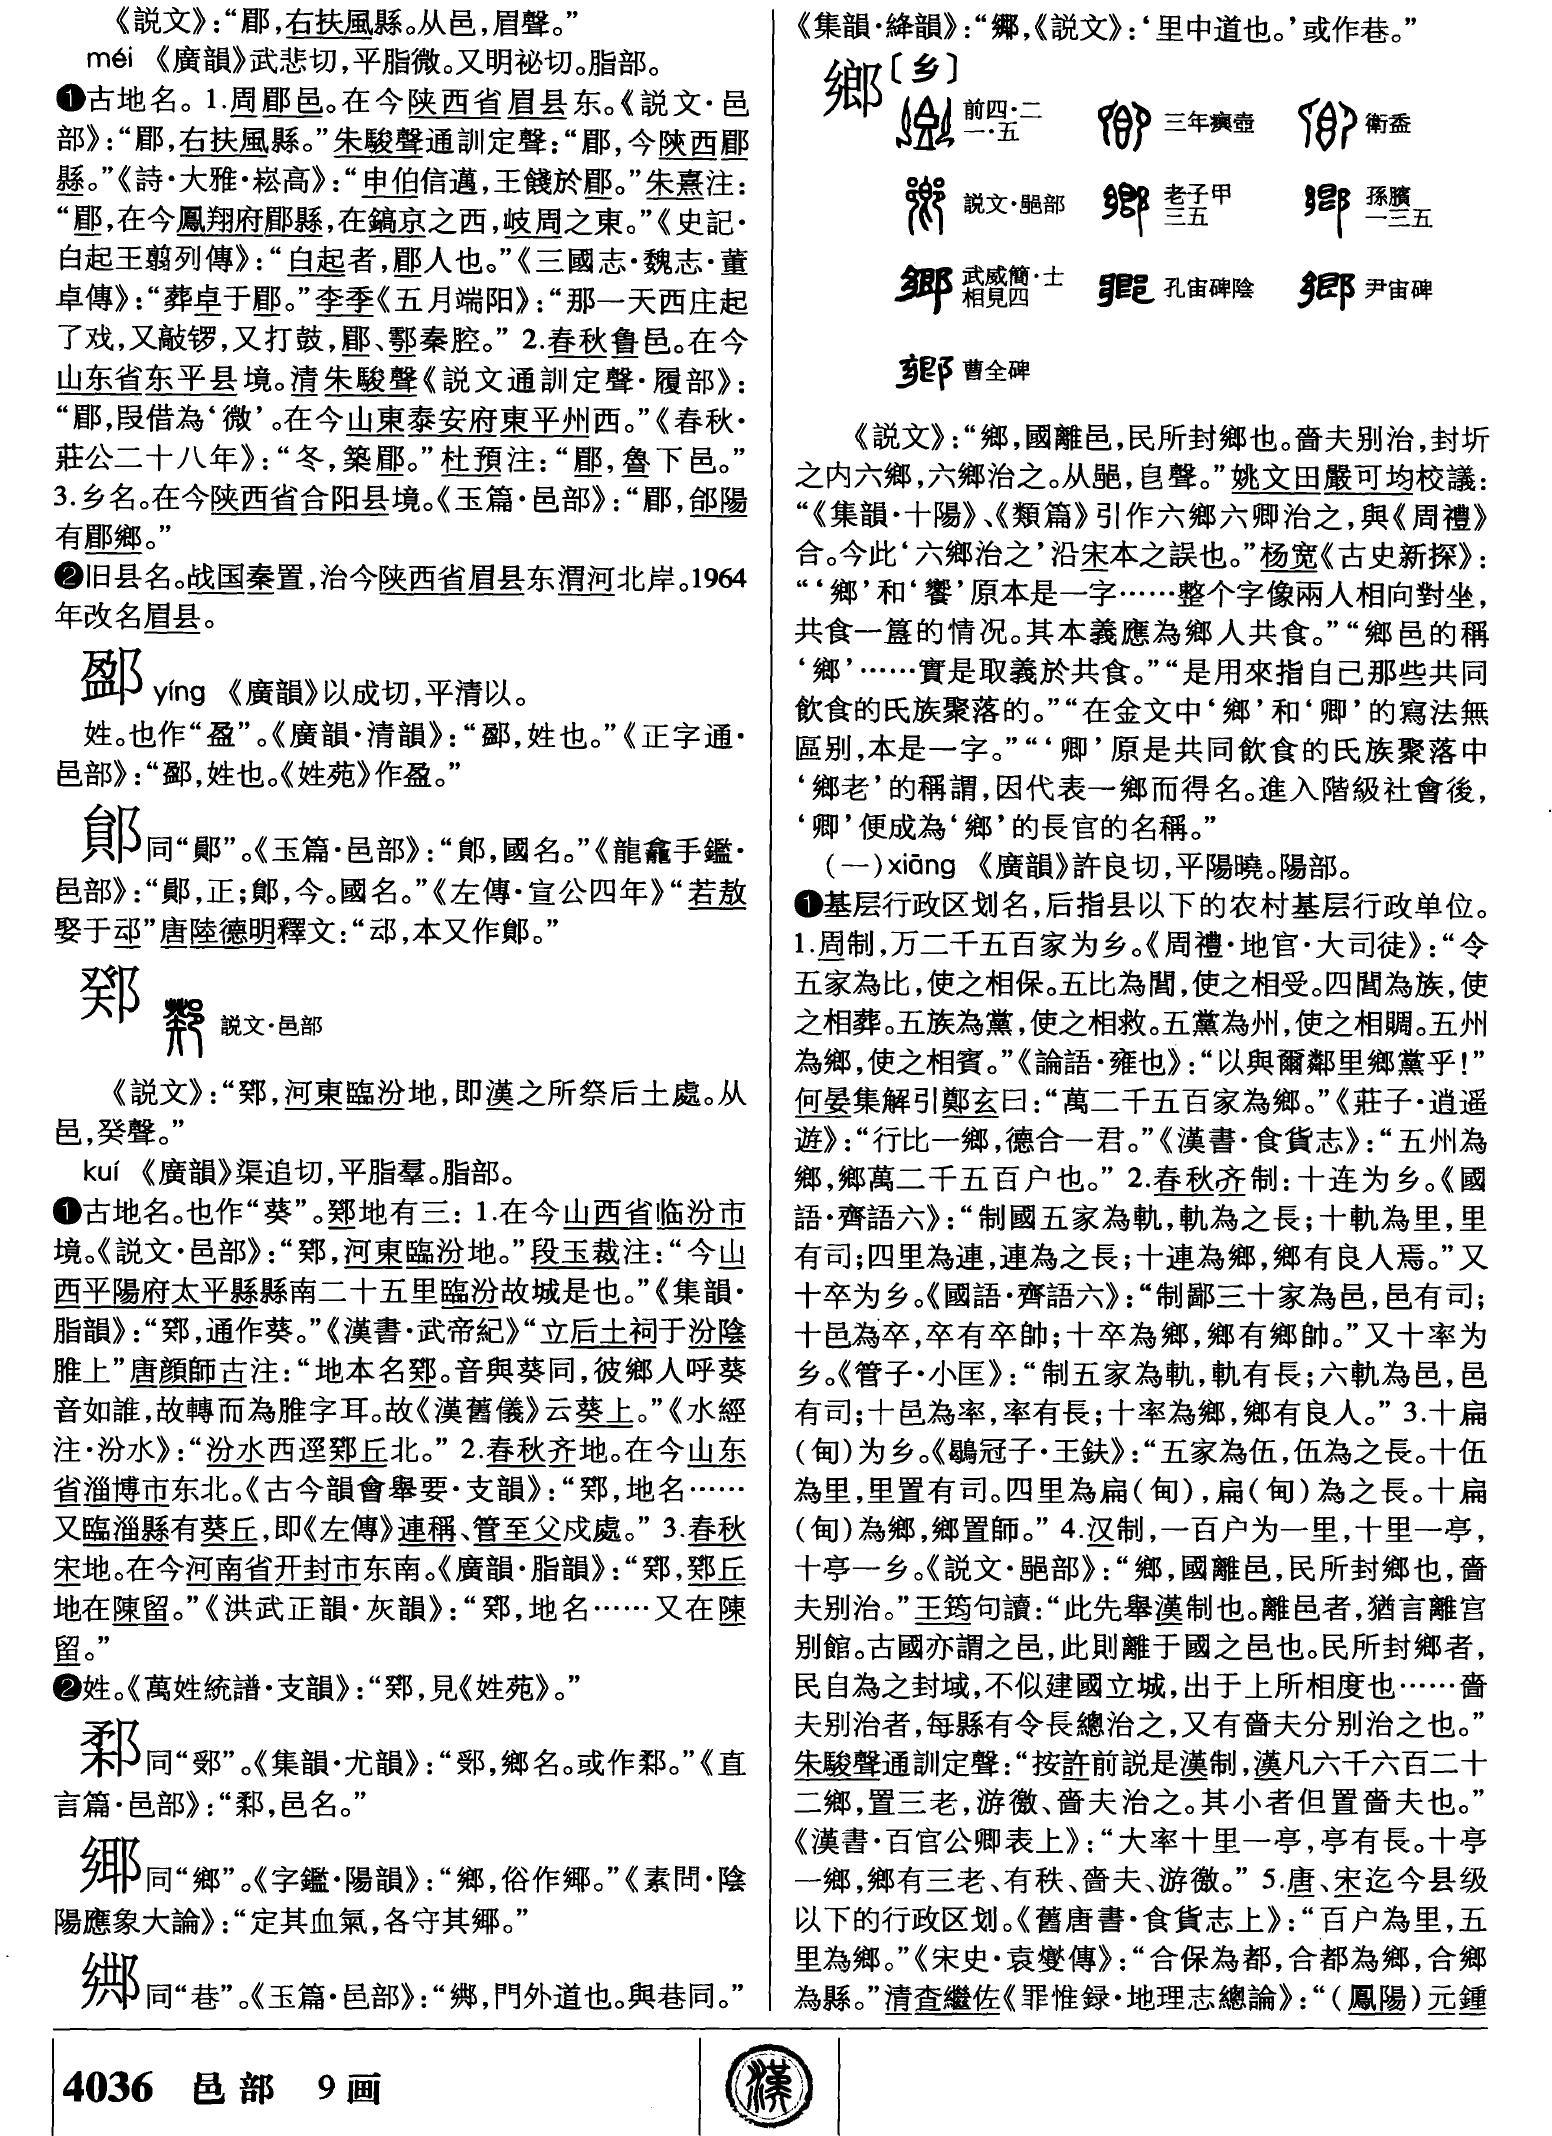 《説文》：“郿，右扶風縣。从邑，眉聲。”
méi 《廣韻》武悲切，平脂微。又明祕切。脂部。
❶古地名。1.周郿邑。在今陕西省眉县东。《説文·邑
部》：“郿，右扶風縣。”朱駿聲通訓定聲：“郿，今陝西郿
縣。”《詩·大雅·崧高》：“申伯信邁，王餞於郿。”朱熹注：
“郿，在今鳳翔府郿縣，在鎬京之西，岐周之東。”《史記·
白起王翦列傳》：“白起者，郿人也。”《三國志·魏志·董
卓傳》：“葬卓于郿。”李季《五月端阳》：“那一天西庄起
了戏，又敲锣，又打鼓，郿、鄠秦腔。” 2.春秋鲁邑。在今
山东省东平县境。清朱駿聲《説文通訓定聲·履部》：
“郿，叚借為‘微’。在今山東泰安府東平州西。”《春秋·
莊公二十八年》：“冬，築郿。”杜預注：“郿，魯下邑。”
3.乡名。在今陕西省合阳县境。《玉篇·邑部》：“郿，郃陽
有郿鄉。”
❷旧县名。战国秦置，治今陕西省眉县东渭河北岸。1964
年改名眉县。
yíng 《廣韻》以成切，平清以。
姓。也作“盈”。《廣韻·清韻》：“，姓也。”《正字通·
邑部》：“，姓也。《姓苑》作盈。”
鄖同“鄖”。《玉篇·邑部》：“，國名。”《龍龕手鑑·
邑部》：“鄖，正；，今。國名。”《左傳·宣公四年》“若敖
娶于䢵”唐陸德明釋文：“䢵，本又作。”
鄈
説文·邑部
《説文》：“鄈，河東臨汾地，即漢之所祭后土處。从
邑，癸聲。”
kuí 《廣韻》渠追切，平脂羣。脂部。
❶古地名。也作“葵”。鄈地有三：1.在今山西省临汾市
境。《説文·邑部》：“鄈，河東臨汾地。”段玉裁注：“今山
西平陽府太平縣縣南二十五里臨汾故城是也。”《集韻·
脂韻》：“鄈，通作葵。”《漢書·武帝紀》“立后土祠于汾陰
脽上”唐顔師古注：“地本名鄈。音與葵同，彼鄉人呼葵
音如誰，故轉而為脽字耳。故《漢舊儀》云葵上。”《水經
注·汾水》：“汾水西逕鄈丘北。” 2.春秋齐地。在今山东
省淄博市东北。《古今韻會舉要·支韻》：“鄈，地名……
又臨淄縣有葵丘，即《左傳》連稱、管至父戍處。” 3.春秋
宋地。在今河南省开封市东南。《廣韻·脂韻》：“鄈，鄈丘
地在陳留。”《洪武正韻·灰韻》：“鄈，地名……又在陳
留。”
❷姓。《萬姓統譜·支韻》：“鄈，見《姓苑》。”
同“”。《集韻·尤韻》：“，鄉名。或作。”《直
言篇·邑部》：“，邑名。”
鄊同“鄉”。《字鑑·陽韻》：“鄉，俗作鄊。”《素問·陰
陽應象大論》：“定其血氣，各守其鄊。”
同“巷”。《玉篇·邑部》：“，門外道也。與巷同。”
《集韻·絳韻》：“，《説文》：‘里中道也。’或作巷。”
鄉〔乡〕
前四·二一·五 三年𤼈壺 衛盉
説文·𨛜部 老子甲三五 孫臏一三五
武威簡·士相見四 孔宙碑陰 尹宙碑
曹全碑
《説文》：“鄉，國離邑，民所封鄉也。嗇夫别治，封圻
之内六鄉，六鄉治之。从𨛜，皀聲。”姚文田嚴可均校議：
“《集韻·十陽》、《類篇》引作六鄉六卿治之，與《周禮》
合。今此‘六鄉治之’沿宋本之誤也。”杨宽《古史新探》：
“‘鄉’和‘饗’原本是一字……整个字像兩人相向對坐，
共食一簋的情况。其本義應為鄉人共食。”“鄉邑的稱
‘鄉’……實是取義於共食。”“是用來指自己那些共同
飲食的氏族聚落的。”“在金文中‘鄉’和‘卿’的寫法無
區别，本是一字。”“‘卿’原是共同飲食的氏族聚落中
‘鄉老’的稱謂，因代表一鄉而得名。進入階級社會後，
‘卿’便成為‘鄉’的長官的名稱。”
（一）xiāng 《廣韻》許良切，平陽曉。陽部。
❶基层行政区划名，后指县以下的农村基层行政单位。
1.周制，万二千五百家为乡。《周禮·地官·大司徒》：“令
五家為比，使之相保。五比為閭，使之相受。四閭為族，使
之相葬。五族為黨，使之相救。五黨為州，使之相賙。五州
為鄉，使之相賓。”《論語·雍也》：“以與爾鄰里鄉黨乎！”
何晏集解引鄭玄曰：“萬二千五百家為鄉。”《莊子·逍遥
遊》：“行比一鄉，德合一君。”《漢書·食貨志》：“五州為
鄉，鄉萬二千五百户也。” 2.春秋齐制：十连为乡。《國
語·齊語六》：“制國五家為軌，軌為之長；十軌為里，里
有司；四里為連，連為之長；十連為鄉，鄉有良人焉。”又
十卒为乡。《國語·齊語六》：“制鄙三十家為邑，邑有司；
十邑為卒，卒有卒帥；十卒為鄉，鄉有鄉帥。”又十率为
乡。《管子·小匡》：“制五家為軌，軌有長；六軌為邑，邑
有司；十邑為率，率有長；十率為鄉，鄉有良人。” 3.十扁
（甸）为乡。《鶡冠子·王鈇》：“五家為伍，伍為之長。十伍
為里，里置有司。四里為扁（甸），扁（甸）為之長。十扁
（甸）為鄉，鄉置師。” 4.汉制，一百户为一里，十里一亭，
十亭一乡。《説文·𨛜部》：“鄉，國離邑，民所封鄉也，嗇
夫别治。”王筠句讀：“此先舉漢制也。離邑者，猶言離宫
别館。古國亦謂之邑，此則離于國之邑也。民所封鄉者，
民自為之封域，不似建國立城，出于上所相度也……嗇
夫别治者，每縣有令長總治之，又有嗇夫分别治之也。”
朱駿聲通訓定聲：“按許前説是漢制，漢凡六千六百二十
二鄉，置三老，游徼、嗇夫治之。其小者但置嗇夫也。”
《漢書·百官公卿表上》：“大率十里一亭，亭有長。十亭
一鄉，鄉有三老、有秩、嗇夫、游徼。” 5.唐、宋迄今县级
以下的行政区划。《舊唐書·食貨志上》：“百户為里，五
里為鄉。”《宋史·袁燮傳》：“合保為都，合都為鄉，合鄉
為縣。”清查繼佐《罪惟録·地理志總論》：“（鳳陽）元鍾
4036 邑部 9画
漢